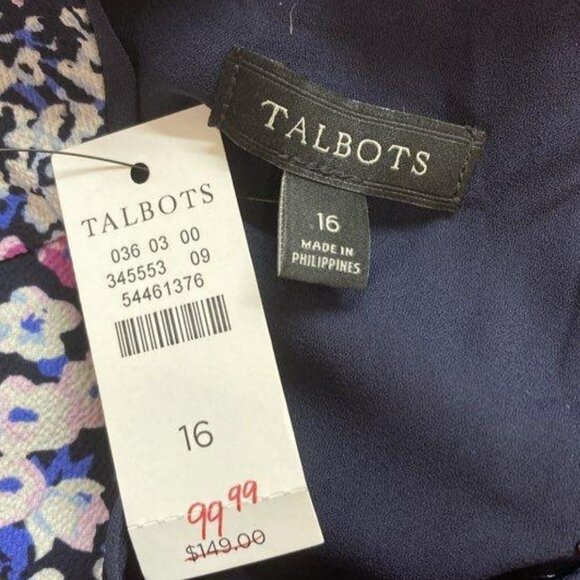 TALBOTS
16
MADE IN
PHILIPPINES
TALBOTS
036 03 00
345553 09
54461376
16
99.99
$149.00